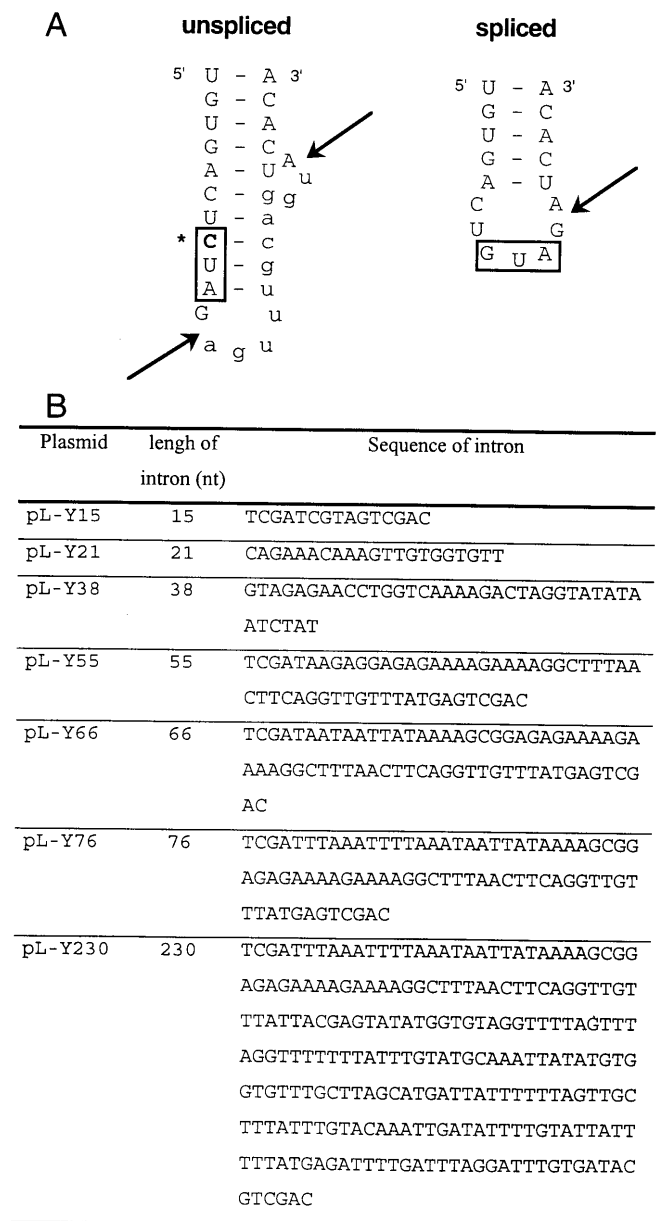 A
unspliced
spliced
5' U - A 3'
G - C
U - A
G - C A
A - U u
C - g g
A a
U - c
* C - g
U - u
A - u
G u
a g u
5' U - A 3'
G - C
U - A
G - C
A - U
C A
U G
G U A
B
Plasmid lengh of intron (nt) Sequence of intron
pL-Y15 15 TCGATCGTAGTCGAC
pL-Y21 21 CAGAAACAAAGTTGTGGTGTT
pL-Y38 38 GTAGAGAACCTGGTCAAAAGACTAGGTATATA
ATCTAT
pL-Y55 55 TCGATAAGAGGAGAGAAAAGAAAAGGCTTTAA
CTTCAGGTTGTTTATGAGTCGAC
pL-Y66 66 TCGATAATAATTATAAAAGCGGAGAGAAAAGA
AAAGGCTTTAACTTCAGGTTGTTTATGAGTCG
AC
pL-Y76 76 TCGATTTAAATTTTAAATAATTATAAAAGCGG
AGAGAAAAGAAAAGGCTTTAACTTCAGGTTGT
TTATGAGTCGAC
pL-Y230 230 TCGATTTAAATTTTAAATAATTATAAAAGCGG
AGAGAAAAGAAAAGGCTTTAACTTCAGGTTGT
TTATTACGAGTATATGGTGTAGGTTTTAGTTT
AGGTTTTTTTATTTGTATGCAAATTATATGTG
GTGTTTGCTTAGCATGATTATTTTTTAGTTGC
TTTATTTGTACAAATTGATATTTTGTATTATT
TTTATGAGATTTTGATTTAGGATTTGTGATAC
GTCGAC